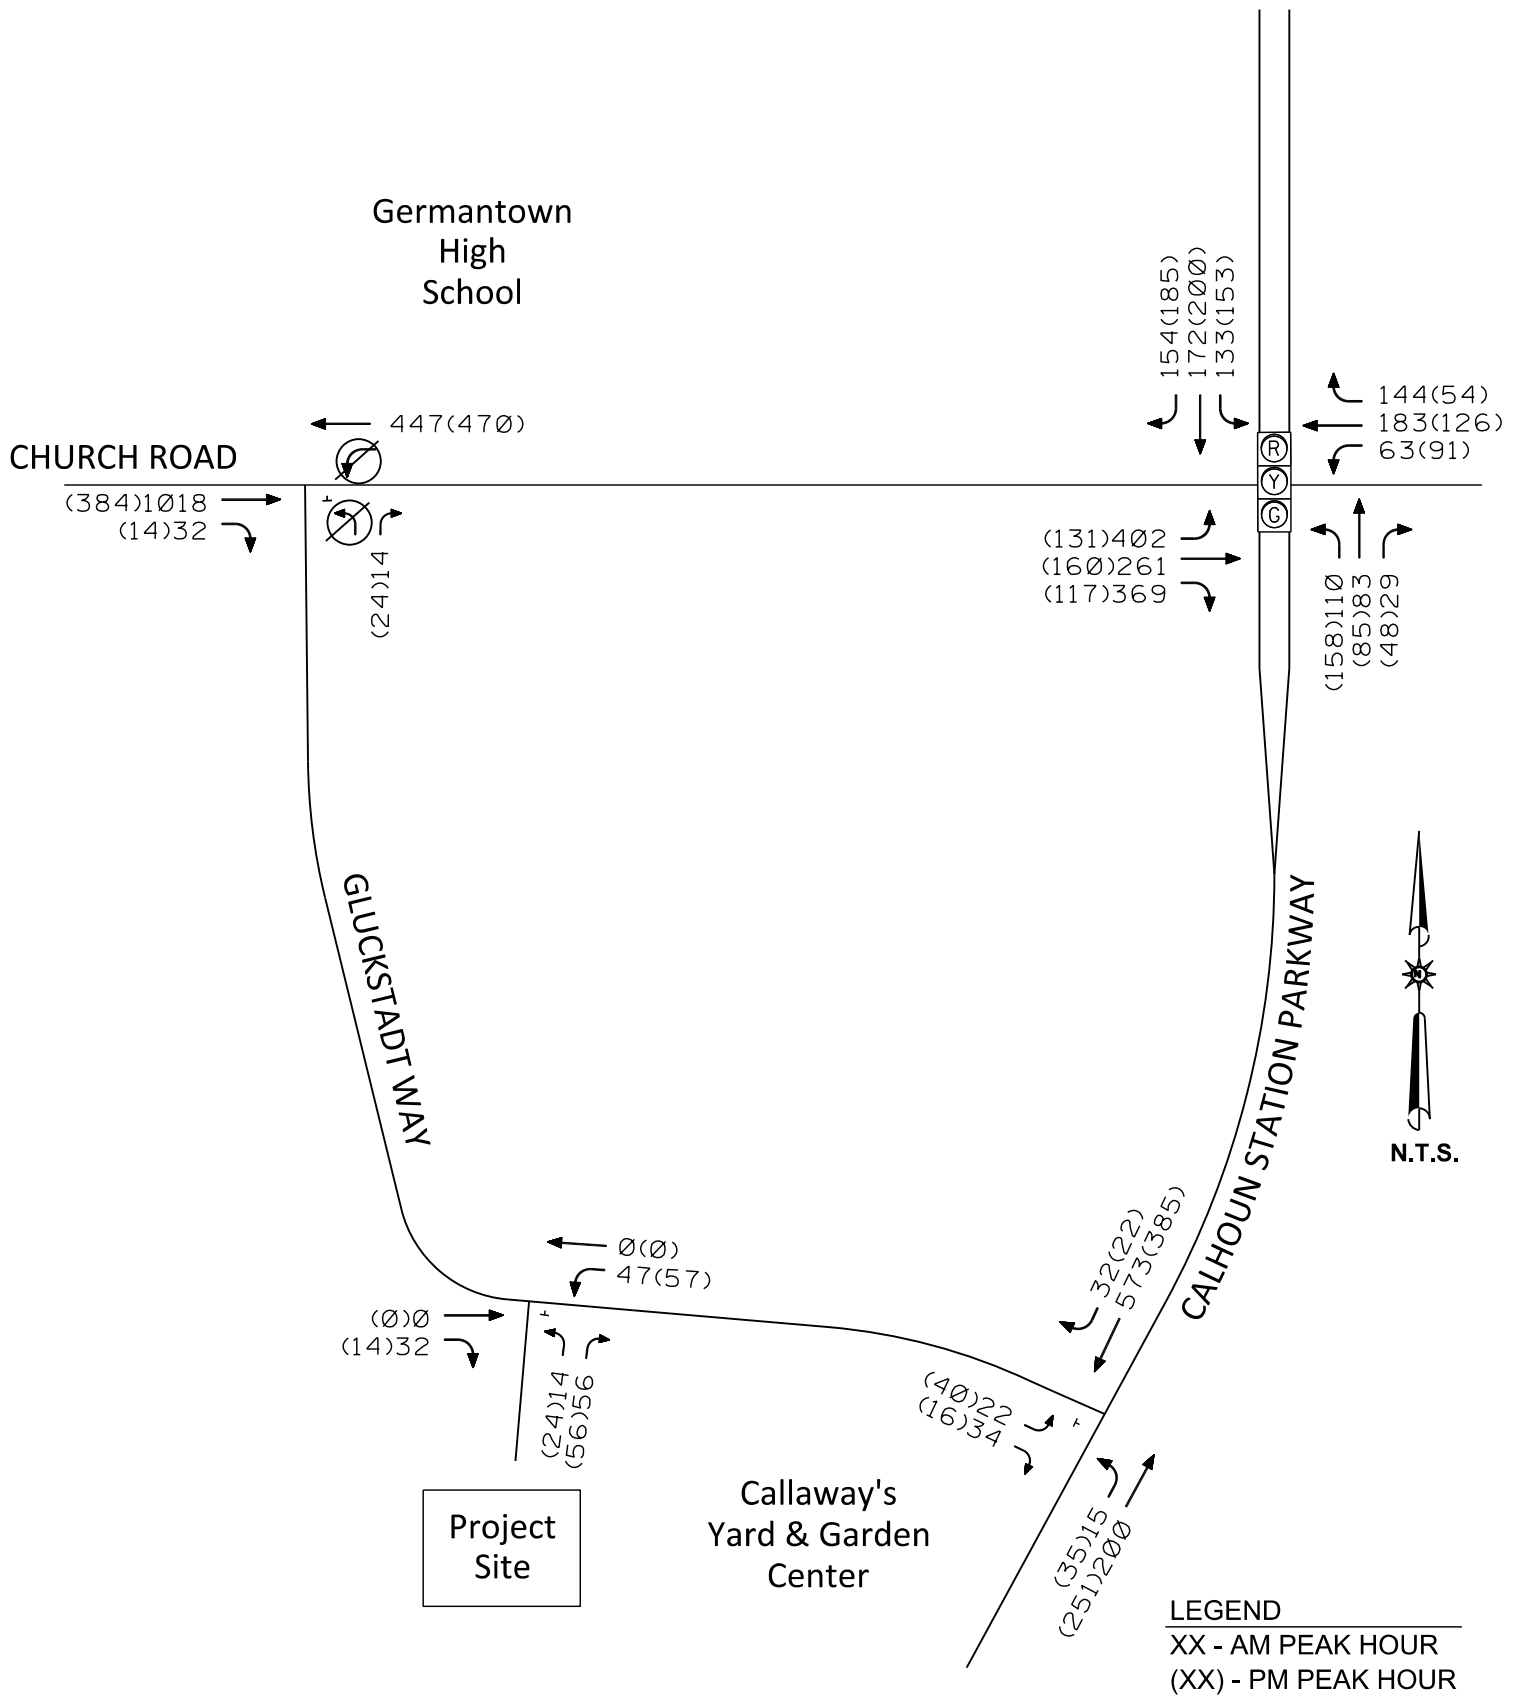 Germantown
High
School
154(185)
172(200)
133(153)
144(54)
183(126)
63(91)
447(470)
CHURCH ROAD
(384)1018
(14)32
(24)14
R
Y
G
(131)402
(160)261
(117)369
(158)110
(85)83
(48)29
GLUCKSTADT WAY
CALHOUN STATION PARKWAY
N
N.T.S.
0(0)
47(57)
(0)0
(14)32
(24)14
(56)56
32(22)
573(385)
(40)22
(16)34
(35)15
(251)200
Project
Site
Callaway's
Yard & Garden
Center
LEGEND
XX - AM PEAK HOUR
(XX) - PM PEAK HOUR